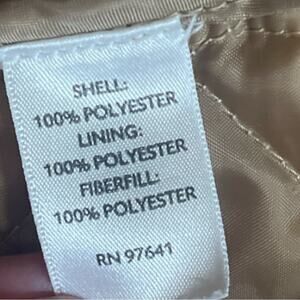 SHELL:
100% POLYESTER
LINING:
100% POLYESTER
FIBERFILL:
100% POLYESTER
RN 97641